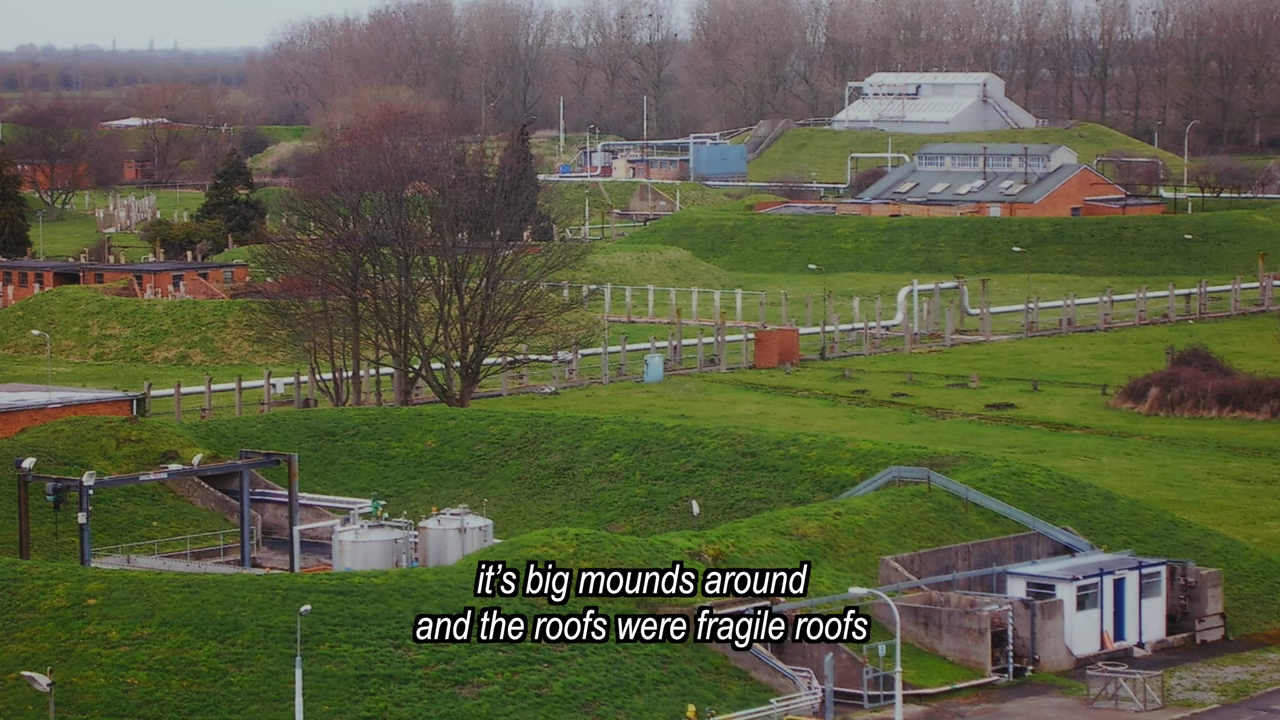 it’s big mounds around
and the roofs were fragile roofs